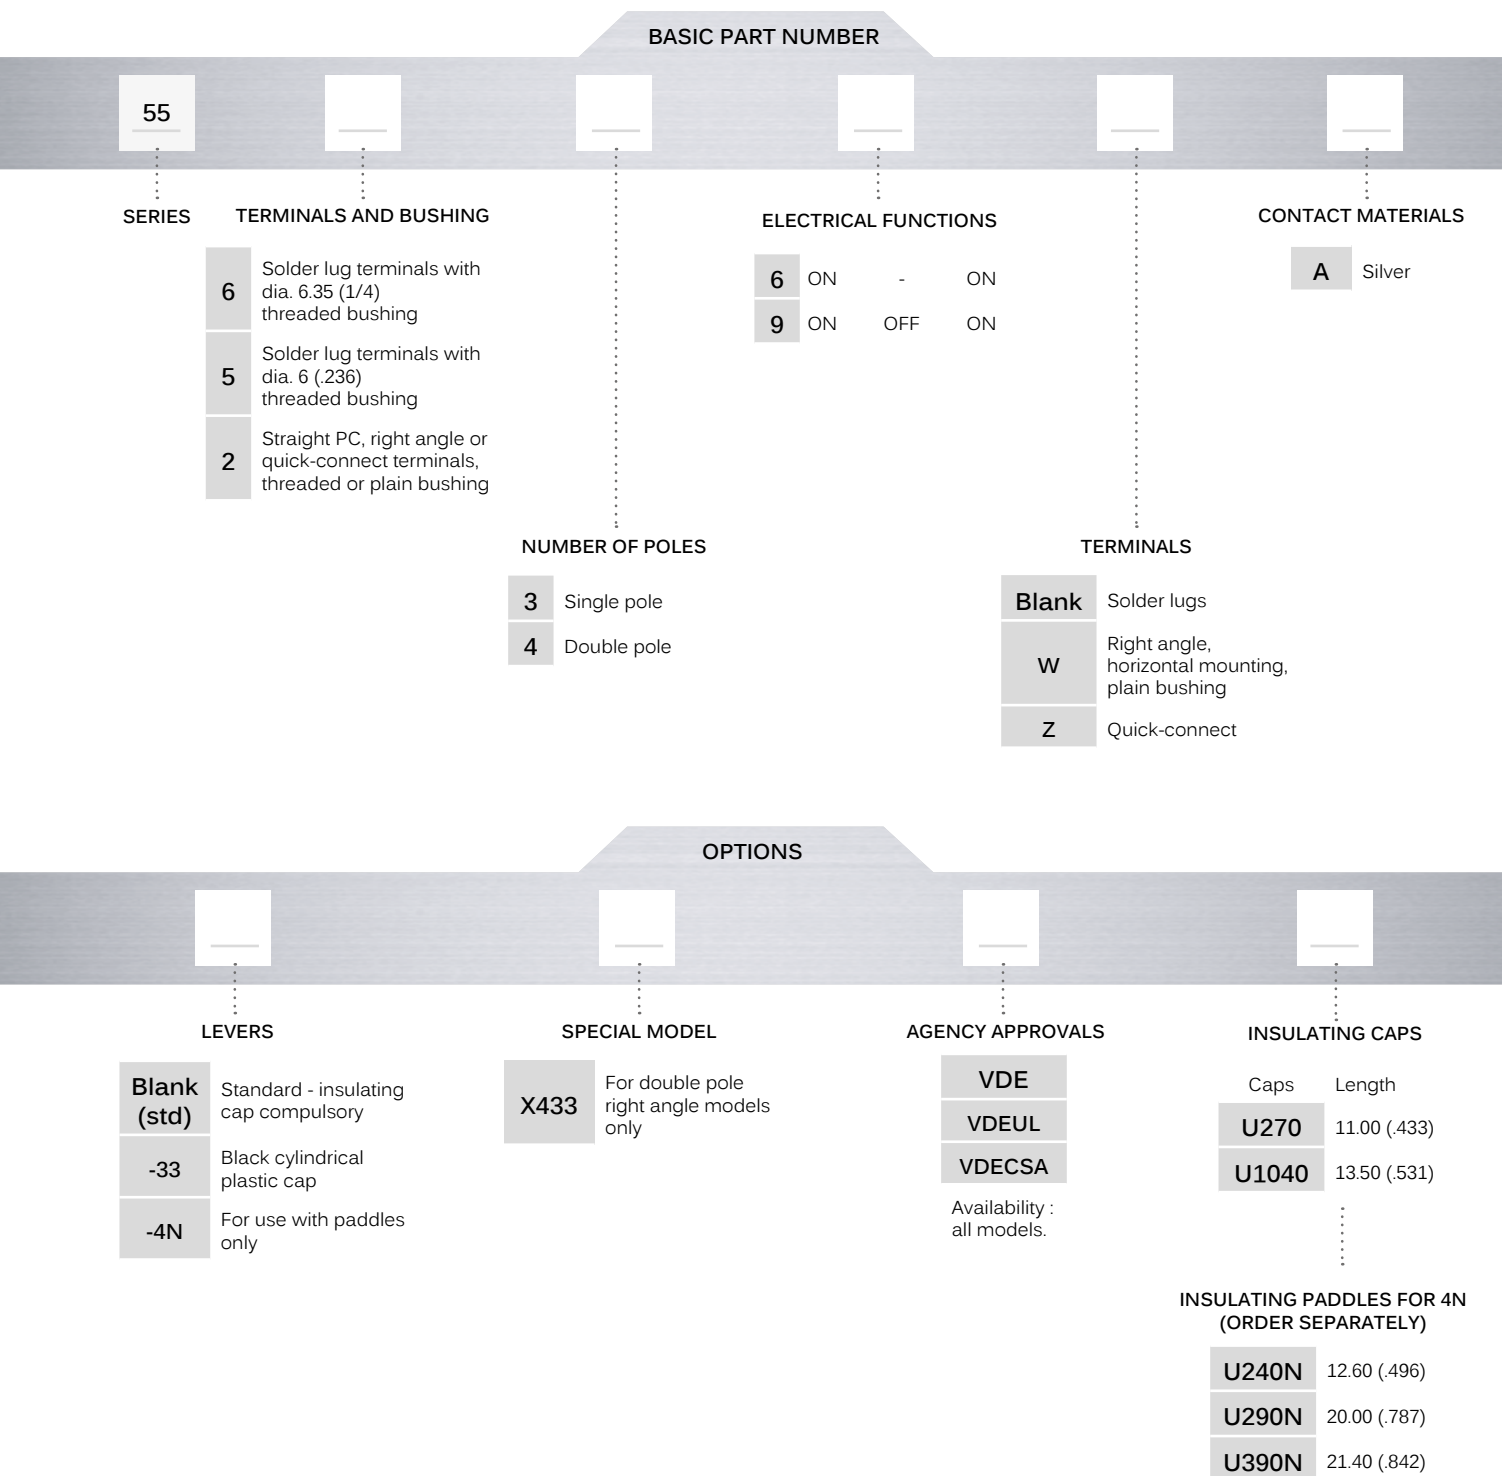 BASIC PART NUMBER
55
SERIES
TERMINALS AND BUSHING
6
Solder lug terminals with
dia. 6.35 (1/4)
threaded bushing
5
Solder lug terminals with
dia. 6 (.236)
threaded bushing
2
Straight PC, right angle or
quick-connect terminals,
threaded or plain bushing
NUMBER OF POLES
3 Single pole
4 Double pole
ELECTRICAL FUNCTIONS
6 ON - ON
9 ON OFF ON
TERMINALS
Blank Solder lugs
W
Right angle,
horizontal mounting,
plain bushing
Z Quick-connect
CONTACT MATERIALS
A Silver
OPTIONS
LEVERS
Blank
(std)
Standard - insulating
cap compulsory
-33
Black cylindrical
plastic cap
-4N
For use with paddles
only
SPECIAL MODEL
X433
For double pole
right angle models
only
AGENCY APPROVALS
VDE
VDEUL
VDECSA
Availability :
all models.
INSULATING CAPS
Caps Length
U270 11.00 (.433)
U1040 13.50 (.531)
INSULATING PADDLES FOR 4N
(ORDER SEPARATELY)
U240N 12.60 (.496)
U290N 20.00 (.787)
U390N 21.40 (.842)